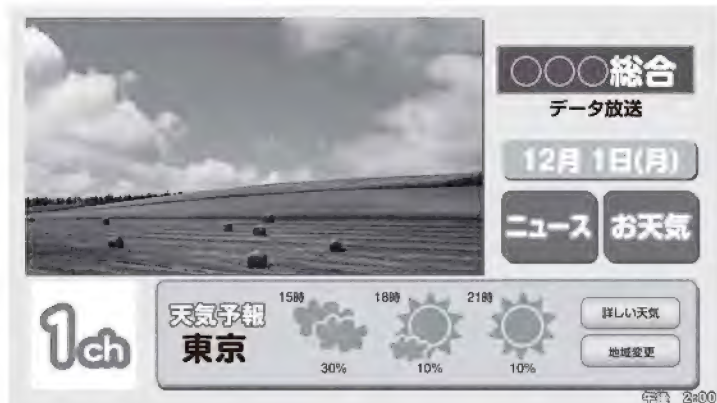 ○○○総合
データ放送
12月 1日(月)
ニュース
お天気
1ch
天気予報
東京
15時
18時
21時
30%
10%
10%
詳しい天気
地域変更
午後 2:00